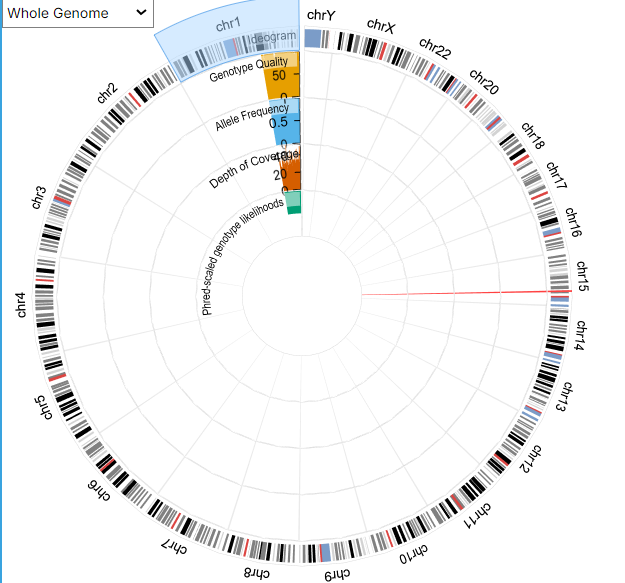 Whole Genome
chr1
Ideogram
Genotype Quality
50
0
Allele Frequency
0.5
0
Depth of Coverage
40
20
0
Phred-scaled genotype likelihoods
chrY
chrX
chr22
chr20
chr18
chr17
chr16
chr15
chr14
chr13
chr12
chr11
chr10
chr9
chr8
chr7
chr6
chr5
chr4
chr3
chr2